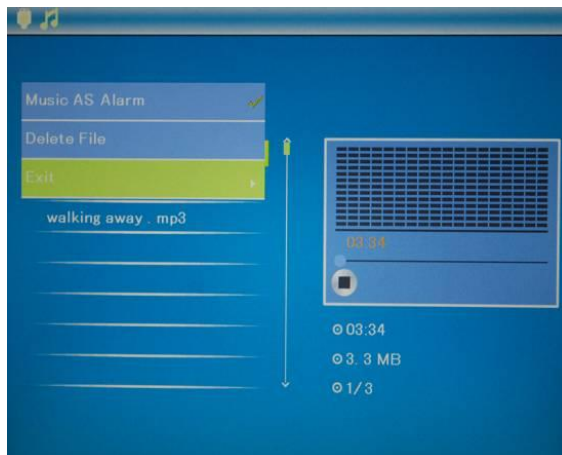 Music AS Alarm
Delete File
Exit
walking away . mp3
03:34
03:34
3. 3 MB
1/3